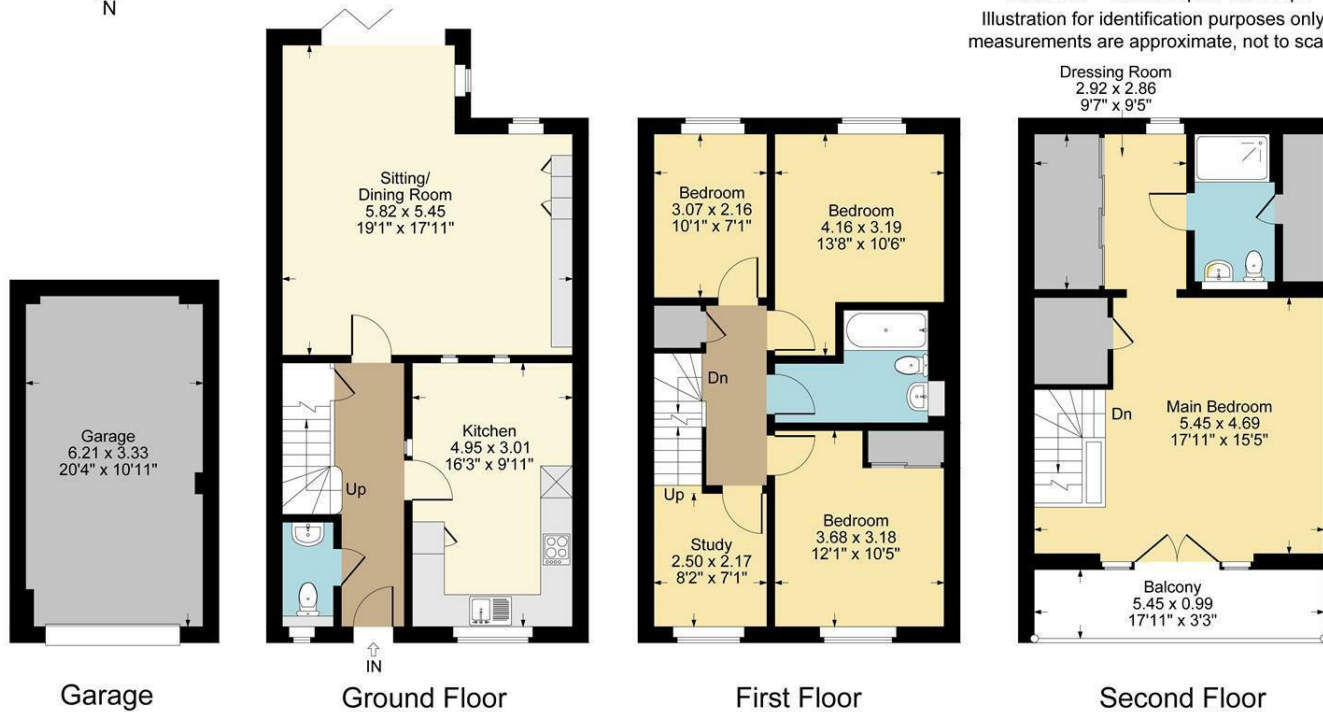 N
Illustration for identification purposes only
measurements are approximate, not to
Dressing Room
2.92 x 2.86
9'7" x 9'5"
Sitting/
Dining Room
5.82 x 5.45
19'1" x 17'11"
Bedroom
3.07 x 2.16
10'1" x 7'1"
Bedroom
4.16 x 3.19
13'8" x 10'6"
Garage
6.21 x 3.33
20'4" x 10'11"
Kitchen
4.95 x 3.01
16'3" x 9'11"
Up
IN
Dn
Up
Study
2.50 x 2.17
8'2" x 7'1"
Bedroom
3.68 x 3.18
12'1" x 10'5"
Dn
Main Bedroom
5.45 x 4.69
17'11" x 15'5"
Balcony
5.45 x 0.99
17'11" x 3'3"
Garage
Ground Floor
First Floor
Second Floor